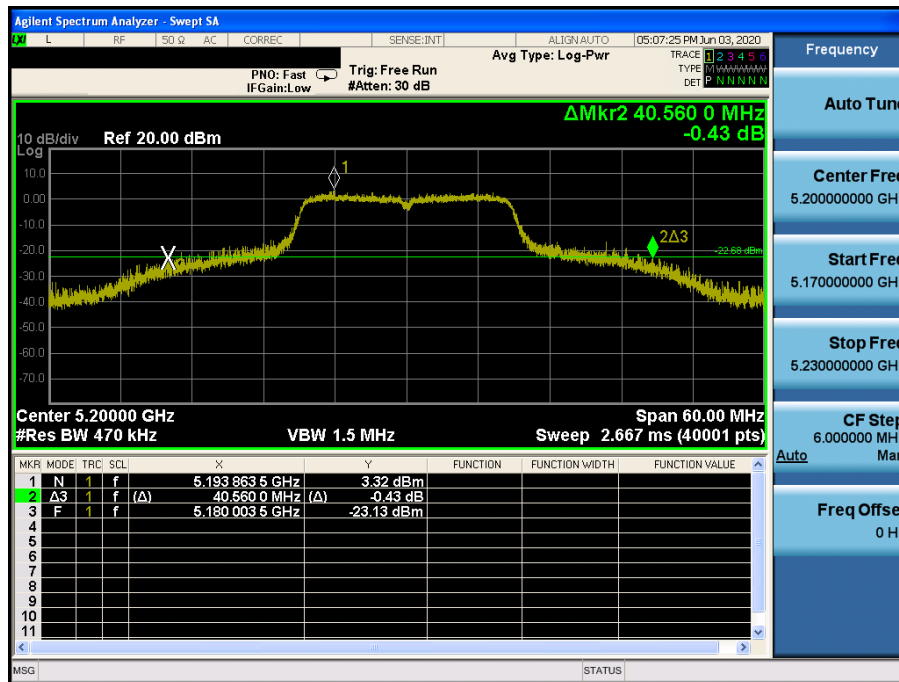 Agilent Spectrum Analyzer - Swept SA
LXI L RF 50 Ω AC CORREC SENSE:INT ALIGN AUTO 05:07:25 PM Jun 03, 2020
PNO: Fast Trig: Free Run Avg Type: Log-Pwr TRACE 1 2 3 4 5 6
IFGain:Low #Atten: 30 dB TYPE M W W W W W
DET P N N N N N
ΔMkr2 40.560 0 MHz
-0.43 dB
10 dB/div Ref 20.00 dBm
Log
10.0
0.00
-10.0
-20.0
-30.0
-40.0
-50.0
-60.0
-70.0
1
X
2Δ3
-22.68 dBm
Center 5.20000 GHz Span 60.00 MHz
#Res BW 470 kHz VBW 1.5 MHz Sweep 2.667 ms (40001 pts)
MKR MODE TRC SCL X Y FUNCTION FUNCTION WIDTH FUNCTION VALUE
1 N 1 f 5.193 863 5 GHz 3.32 dBm
2 Δ3 1 f (Δ) 40.560 0 MHz (Δ) -0.43 dB
3 F 1 f 5.180 003 5 GHz -23.13 dBm
4
5
6
7
8
9
10
11
MSG STATUS
Frequency
Auto Tun
Center Fre
5.200000000 GH
Start Fre
5.170000000 GH
Stop Fre
5.230000000 GH
CF Step
6.000000 MH
Auto Man
Freq Offse
0 H